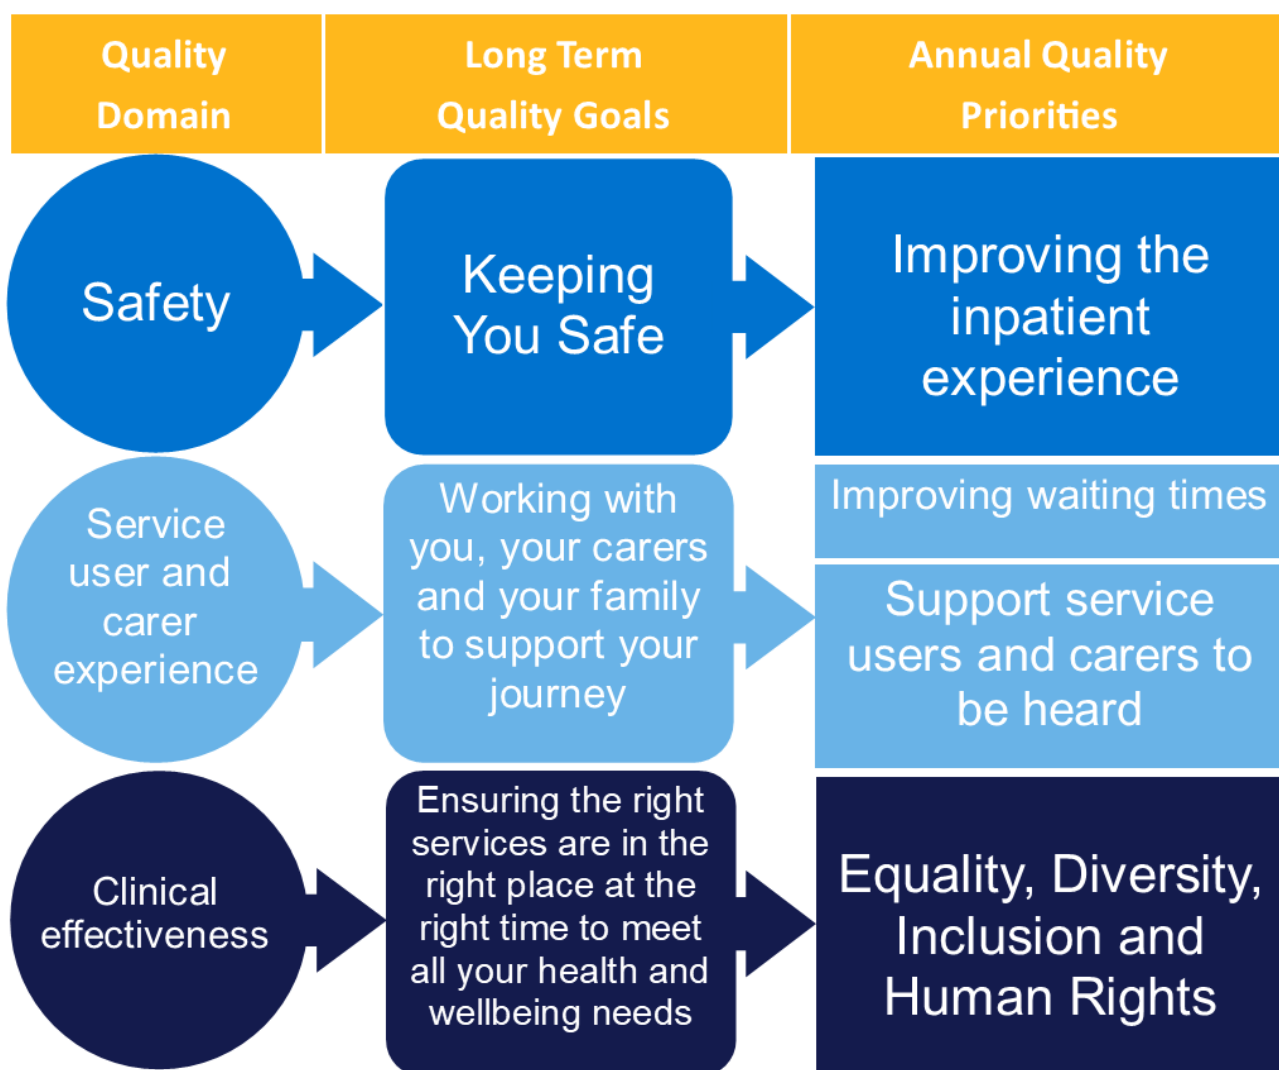 Quality
Domain
Long Term
Quality Goals
Annual Quality
Priorities
Safety
Keeping
You Safe
Improving the
inpatient
experience
Service
user and
carer
experience
Working with
you, your carers
and your family
to support your
journey
Improving waiting times
Support service
users and carers to
be heard
Clinical
effectiveness
Ensuring the right
services are in the
right place at the
right time to meet
all your health and
wellbeing needs
Equality, Diversity,
Inclusion and
Human Rights